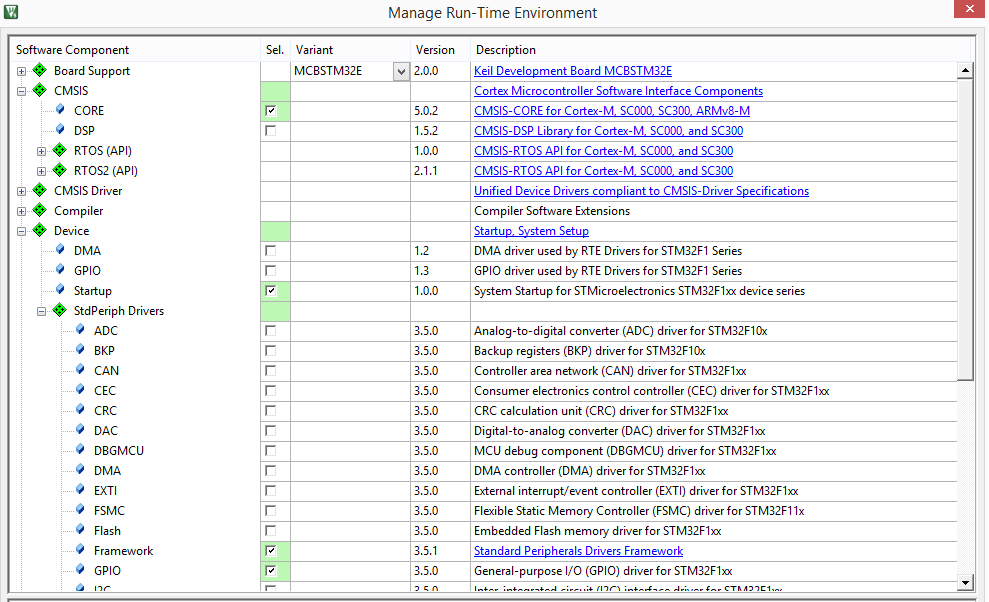 Manage Run-Time Environment
Software Component Sel. Variant Version Description
Board Support MCBSTM32E 2.0.0 Keil Development Board MCBSTM32E
CMSIS Cortex Microcontroller Software Interface Components
CORE 5.0.2 CMSIS-CORE for Cortex-M, SC000, SC300, ARMv8-M
DSP 1.5.2 CMSIS-DSP Library for Cortex-M, SC000, and SC300
RTOS (API) 1.0.0 CMSIS-RTOS API for Cortex-M, SC000, and SC300
RTOS2 (API) 2.1.1 CMSIS-RTOS API for Cortex-M, SC000, and SC300
CMSIS Driver Unified Device Drivers compliant to CMSIS-Driver Specifications
Compiler Compiler Software Extensions
Device Startup, System Setup
DMA 1.2 DMA driver used by RTE Drivers for STM32F1 Series
GPIO 1.3 GPIO driver used by RTE Drivers for STM32F1 Series
Startup 1.0.0 System Startup for STMicroelectronics STM32F1xx device series
StdPeriph Drivers
ADC 3.5.0 Analog-to-digital converter (ADC) driver for STM32F10x
BKP 3.5.0 Backup registers (BKP) driver for STM32F10x
CAN 3.5.0 Controller area network (CAN) driver for STM32F1xx
CEC 3.5.0 Consumer electronics control controller (CEC) driver for STM32F1xx
CRC 3.5.0 CRC calculation unit (CRC) driver for STM32F1xx
DAC 3.5.0 Digital-to-analog converter (DAC) driver for STM32F1xx
DBGMCU 3.5.0 MCU debug component (DBGMCU) driver for STM32F1xx
DMA 3.5.0 DMA controller (DMA) driver for STM32F1xx
EXTI 3.5.0 External interrupt/event controller (EXTI) driver for STM32F1xx
FSMC 3.5.0 Flexible Static Memory Controller (FSMC) driver for STM32F11x
Flash 3.5.0 Embedded Flash memory driver for STM32F1xx
Framework 3.5.1 Standard Peripherals Drivers Framework
GPIO 3.5.0 General-purpose I/O (GPIO) driver for STM32F1xx
I2C 3.5.0 Inter-integrated circuit (I2C) interface driver for STM32F1xx